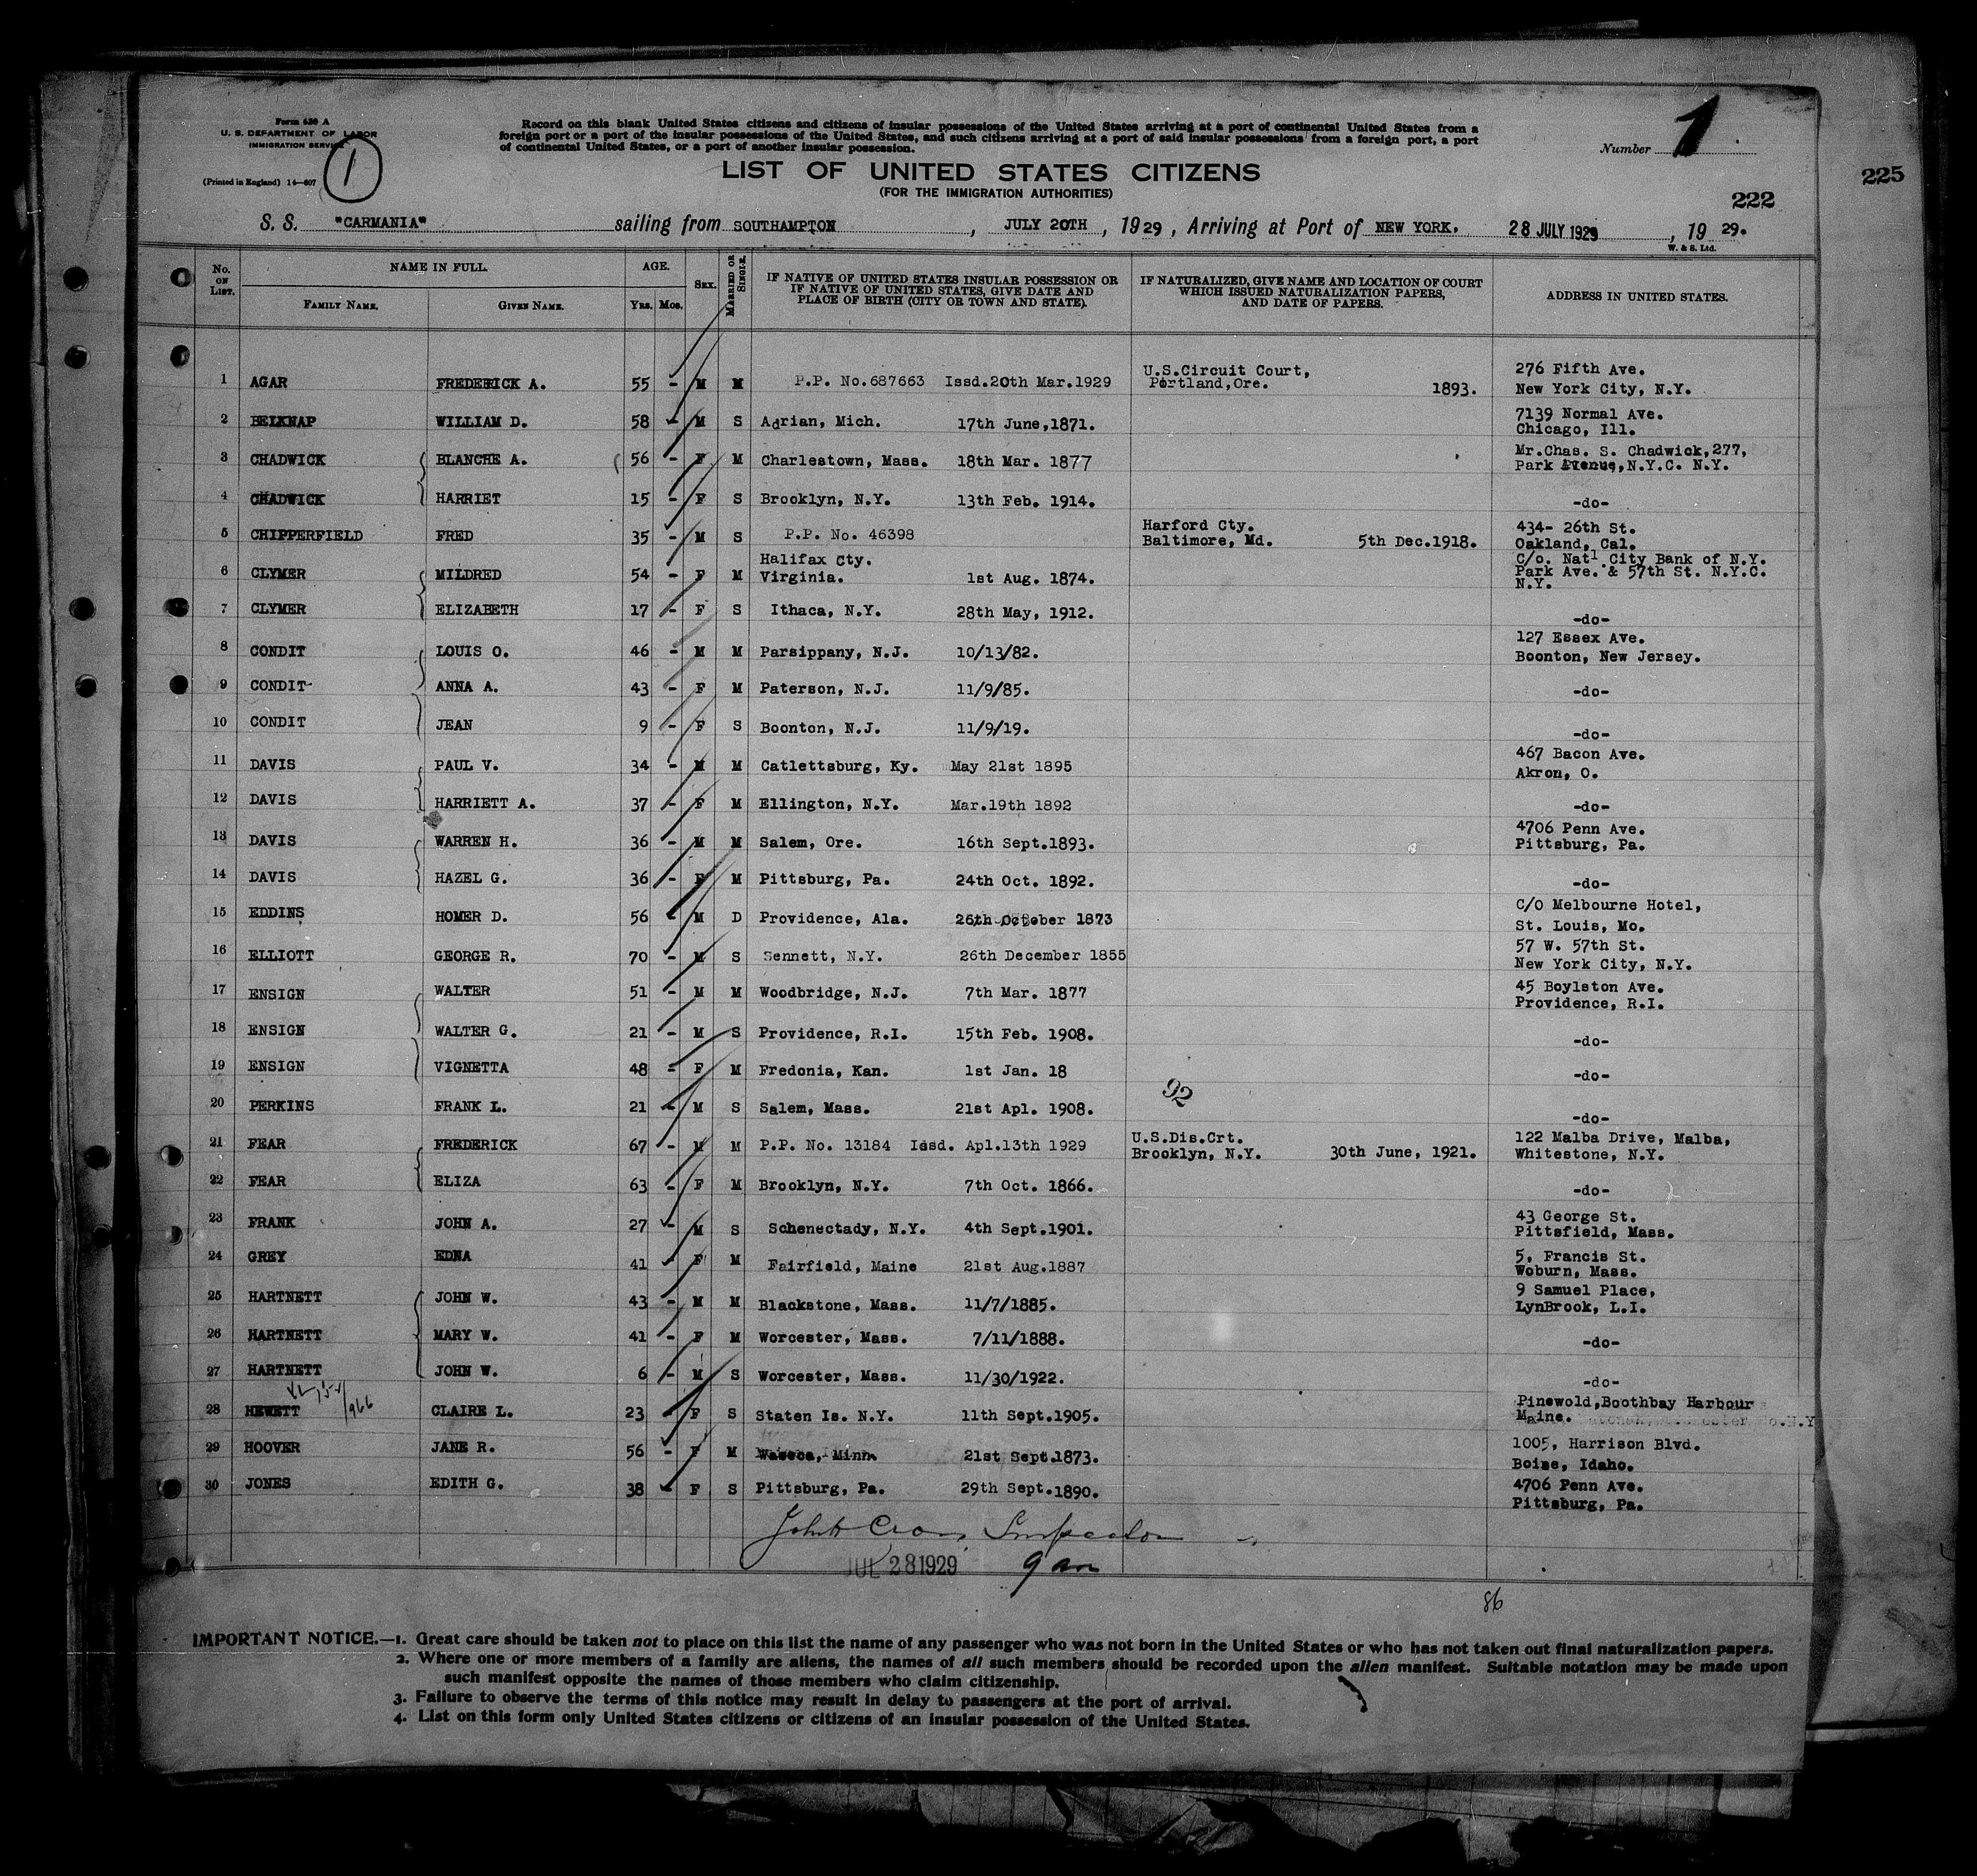 Form 630 A
U. S. DEPARTMENT OF LABOR
IMMIGRATION SERVICE
(Printed in England) 14—607
1
Record on this blank United States citizens and citizens of insular possessions of the United States arriving at a port of continental United States from a
foreign port or a port of the insular possessions of the United States, and such citizens arriving at a port of said insular possessions from a foreign port, a port
of continental United States, or a port of another insular possession.
LIST OF UNITED STATES CITIZENS
(FOR THE IMMIGRATION AUTHORITIES)
Number 1
222
225
S. S. "CARMANIA" sailing from SOUTHAMPTON, JULY 20TH, 1929, Arriving at Port of NEW YORK. 28 JULY 1929, 19 29.
W. & S. Ltd.
No. ON LIST. NAME IN FULL. AGE. SEX. MARRIED OR SINGLE. IF NATIVE OF UNITED STATES INSULAR POSSESSION OR IF NATIVE OF UNITED STATES, GIVE DATE AND PLACE OF BIRTH (CITY OR TOWN AND STATE). IF NATURALIZED, GIVE NAME AND LOCATION OF COURT WHICH ISSUED NATURALIZATION PAPERS, AND DATE OF PAPERS. ADDRESS IN UNITED STATES.
FAMILY NAME. GIVEN NAME. Yrs. Mos.
1 AGAR FREDERICK A. 55 - M M P.P. No.687663 Issd.20th Mar.1929 U.S.Circuit Court, Portland,Ore. 1893. 276 Fifth Ave. New York City, N.Y.
2 BELKNAP WILLIAM D. 58 - M S Adrian, Mich. 17th June,1871. 7139 Normal Ave. Chicago, Ill.
3 CHADWICK BLANCHE A. 56 - F M Charlestown, Mass. 18th Mar. 1877 Mr.Chas. S. Chadwick,277, Park Avenue,N.Y.C. N.Y.
4 CHADWICK HARRIET 15 - F S Brooklyn, N.Y. 13th Feb. 1914. -do-
5 CHIPPERFIELD FRED 35 - M S P.P. No. 46398 Harford Cty. Baltimore, Md. 5th Dec.1918. 434- 26th St. Oakland, Cal.
6 CLYMER MILDRED 54 - F M Halifax Cty. Virginia. 1st Aug. 1874. C/o. Natl.City Bank of N.Y. Park Ave. & 57th St. N.Y.C. N.Y.
7 CLYMER ELIZABETH 17 - F S Ithaca, N.Y. 28th May, 1912. -do-
8 CONDIT LOUIS O. 46 - M M Parsippany, N.J. 10/13/82. 127 Essex Ave. Boonton, New Jersey.
9 CONDIT ANNA A. 43 - F M Paterson, N.J. 11/9/85. -do-
10 CONDIT JEAN 9 - F S Boonton, N.J. 11/9/19. -do-
11 DAVIS PAUL V. 34 - M M Catlettsburg, Ky. May 21st 1895 467 Bacon Ave. Akron, O.
12 DAVIS HARRIETT A. 37 - F M Ellington, N.Y. Mar.19th 1892 -do-
13 DAVIS WARREN H. 36 - M M Salem, Ore. 16th Sept.1893. 4706 Penn Ave. Pittsburg, Pa.
14 DAVIS HAZEL G. 36 - F M Pittsburg, Pa. 24th Oct. 1892. -do-
15 EDDINS HOMER D. 56 - M D Providence, Ala. 26th October 1873 C/O Melbourne Hotel, St. Louis, Mo.
16 ELLIOTT GEORGE R. 70 - M S Sennett, N.Y. 26th December 1855 57 W. 57th St. New York City, N.Y.
17 ENSIGN WALTER 51 - M M Woodbridge, N.J. 7th Mar. 1877 45 Boylston Ave. Providence, R.I.
18 ENSIGN WALTER G. 21 - M S Providence, R.I. 15th Feb. 1908. -do-
19 ENSIGN VIGNETTA 48 - F M Fredonia, Kan. 1st Jan. 18 -do-
92
20 PERKINS FRANK L. 21 - M S Salem, Mass. 21st Apl. 1908. -do-
21 FEAR FREDERICK 67 - M M P.P. No. 13184 Issd. Apl.13th 1929 U.S.Dis.Crt. Brooklyn, N.Y. 30th June, 1921. 122 Malba Drive, Malba, Whitestone, N.Y.
22 FEAR ELIZA 63 - F M Brooklyn, N.Y. 7th Oct. 1866. -do-
23 FRANK JOHN A. 27 - M S Schenectady, N.Y. 4th Sept.1901. 43 George St. Pittsfield, Mass.
24 GREY EDNA 41 - F M Fairfield, Maine 21st Aug.1887 5, Francis St. Woburn, Mass.
25 HARTNETT JOHN W. 43 - M M Blackstone, Mass. 11/7/1885. 9 Samuel Place, LynBrook, L.I.
26 HARTNETT MARY W. 41 - F M Worcester, Mass. 7/11/1888. -do-
27 HARTNETT JOHN W. 6 - M S Worcester, Mass. 11/30/1922. -do-
28 HEWETT CLAIRE L. 23 - F S Staten Is. N.Y. 11th Sept.1905. Pinewold,Boothbay Harbour Maine.
29 HOOVER JANE R. 56 - F M Waseca, Minn. 21st Sept.1873. 1005, Harrison Blvd. Boise, Idaho.
30 JONES EDITH G. 38 - F S Pittsburg, Pa. 29th Sept.1890. 4706 Penn Ave. Pittsburg, Pa.
Inspector
JUL 28 1929 9 am
86
IMPORTANT NOTICE.—1. Great care should be taken not to place on this list the name of any passenger who was not born in the United States or who has not taken out final naturalization papers.
2. Where one or more members of a family are aliens, the names of all such members should be recorded upon the alien manifest. Suitable notation may be made upon
such manifest opposite the names of those members who claim citizenship.
3. Failure to observe the terms of this notice may result in delay to passengers at the port of arrival.
4. List on this form only United States citizens or citizens of an insular possession of the United States.